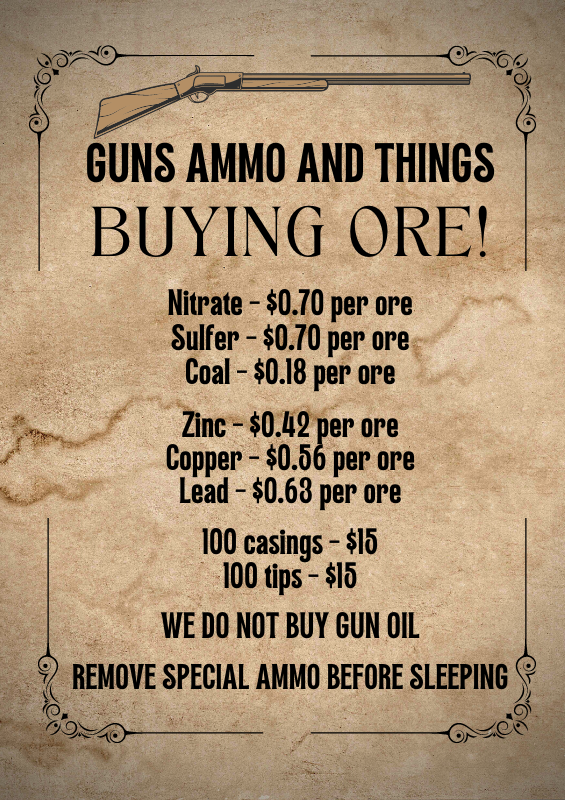 GUNS AMMO AND THINGS
BUYING ORE!
Nitrate - $0.70 per ore
Sulfer - $0.70 per ore
Coal - $0.18 per ore
Zinc - $0.42 per ore
Copper - $0.56 per ore
Lead - $0.63 per ore
100 casings - $15
100 tips - $15
WE DO NOT BUY GUN OIL
REMOVE SPECIAL AMMO BEFORE SLEEPING